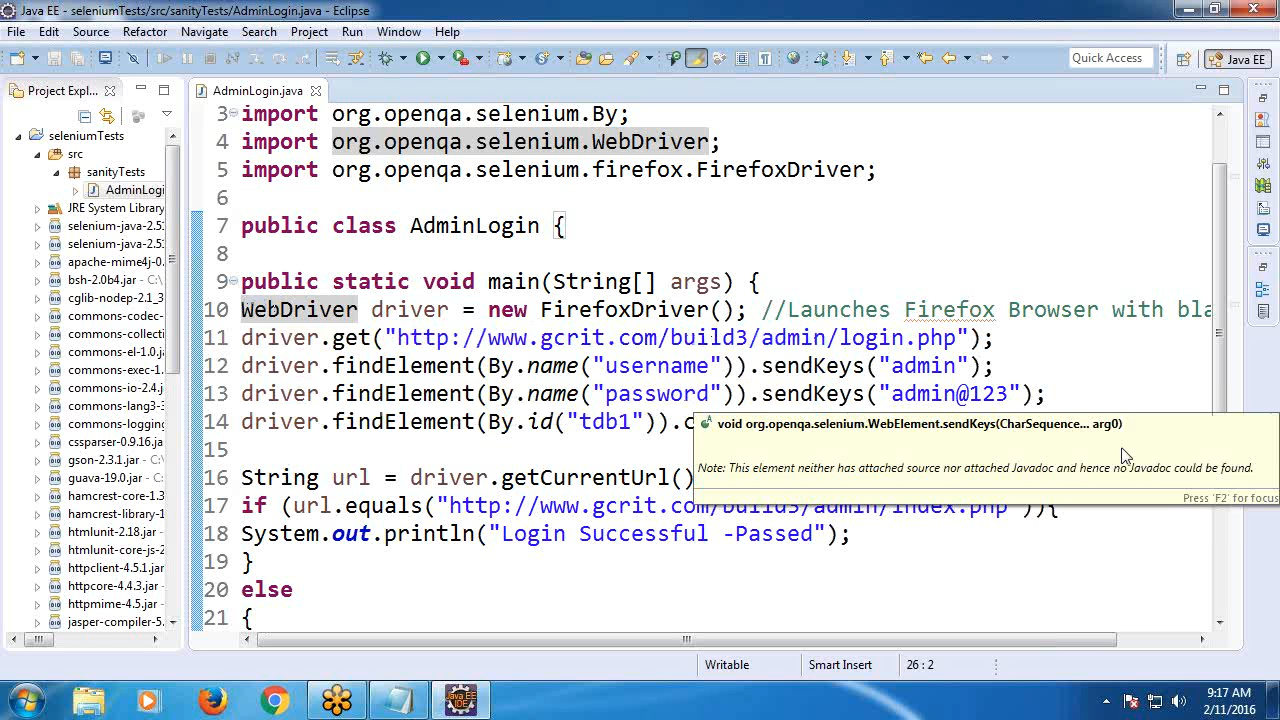 Java EE - seleniumTests/src/sanityTests/AdminLogin.java - Eclipse
File Edit Source Refactor Navigate Search Project Run Window Help
Quick Access
Java EE
Project Expl...
AdminLogin.java
seleniumTests
src
sanityTests
AdminLogi
JRE System Library
selenium-java-2.5
selenium-java-2.5
apache-mime4j-0.
bsh-2.0b4.jar - C:\
cglib-nodep-2.1_3
commons-codec-
commons-collecti
commons-el-1.0.j
commons-exec-1.
commons-io-2.4.j
commons-lang3-
commons-logging
cssparser-0.9.16.ja
gson-2.3.1.jar - C:
guava-19.0.jar - C
hamcrest-core-1.3
hamcrest-library-1
htmlunit-2.18.jar -
htmlunit-core-js-2
httpclient-4.5.1.jar
httpcore-4.4.3.jar
httpmime-4.5.jar -
jasper-compiler-5.
3 import org.openqa.selenium.By;
4 import org.openqa.selenium.WebDriver;
5 import org.openqa.selenium.firefox.FirefoxDriver;
6
7 public class AdminLogin {
8
9 public static void main(String[] args) {
10 WebDriver driver = new FirefoxDriver(); //Launches Firefox Browser with bla
11 driver.get("http://www.gcrit.com/build3/admin/login.php");
12 driver.findElement(By.name("username")).sendKeys("admin");
13 driver.findElement(By.name("password")).sendKeys("admin@123");
14 driver.findElement(By.id("tdb1")).c
15
16 String url = driver.getCurrentUrl()
17 if (url.equals("http://www.gcrit.com/build3/admin/index.php")){
18 System.out.println("Login Successful -Passed");
19 }
20 else
21 {
void org.openqa.selenium.WebElement.sendKeys(CharSequence... arg0)
Note: This element neither has attached source nor attached Javadoc and hence no Javadoc could be found.
Press 'F2' for focus
Writable
Smart Insert
26 : 2
Java EE
IDE
9:17 AM
2/11/2016